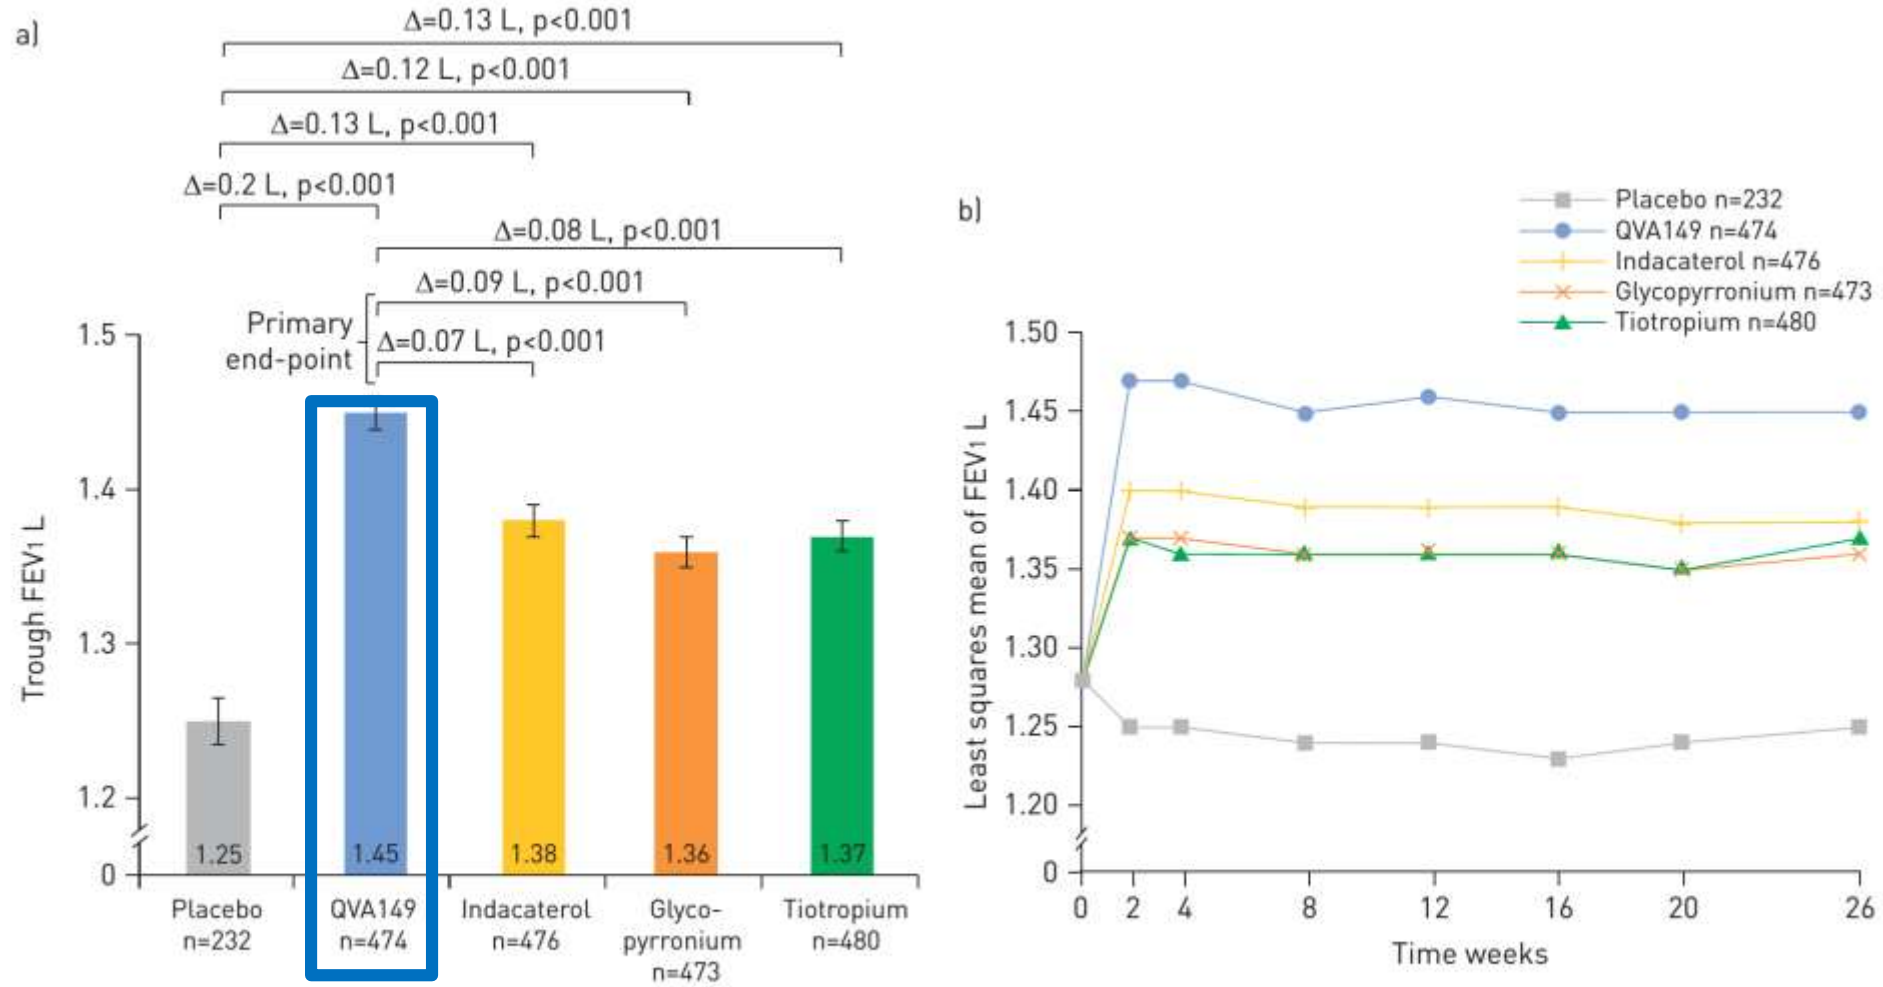 a)
Δ=0.13 L, p<0.001
Δ=0.12 L, p<0.001
Δ=0.13 L, p<0.001
Δ=0.2 L, p<0.001
Δ=0.08 L, p<0.001
Δ=0.09 L, p<0.001
Primary
end-point
Δ=0.07 L, p<0.001
Trough FEV1 L
1.5
1.4
1.3
1.2
0
1.25
1.45
1.38
1.36
1.37
Placebo
n=232
QVA149
n=474
Indacaterol
n=476
Glyco-
pyrronium
n=473
Tiotropium
n=480
b)
Placebo n=232
QVA149 n=474
Indacaterol n=476
Glycopyrronium n=473
Tiotropium n=480
Least squares mean of FEV1 L
1.50
1.45
1.40
1.35
1.30
1.25
1.20
0
0 2 4 8 12 16 20 26
Time weeks